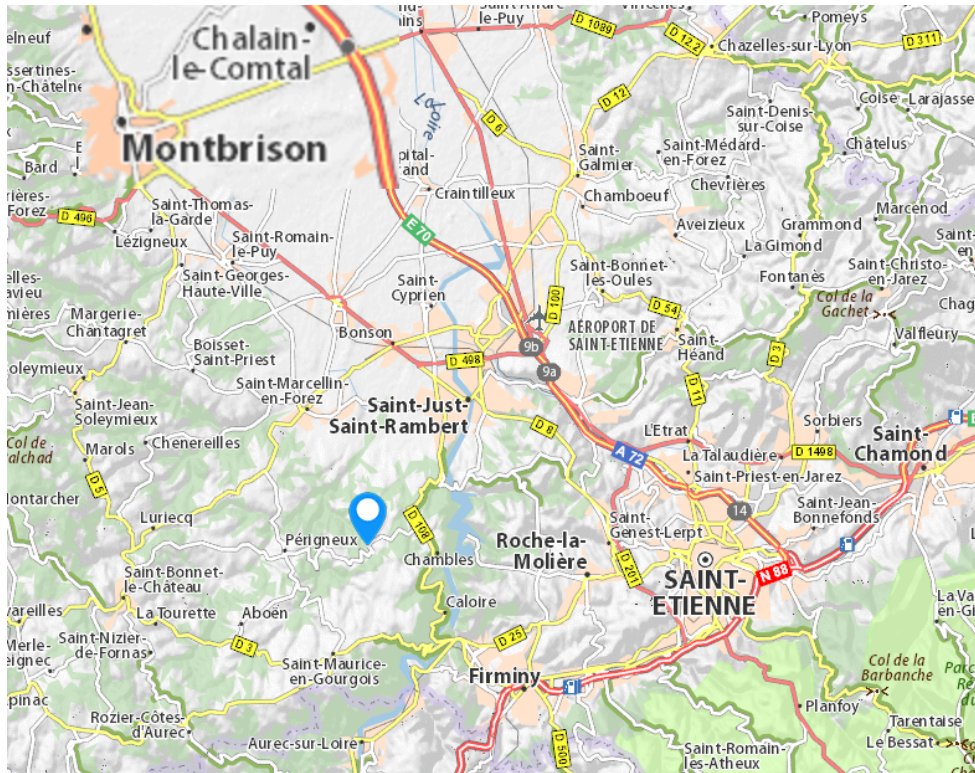 D 1089
le-Puy
Pomeys
D 12.2
D 311
Chazelles-sur-Lyon
Chalain-
le-Comtal
Loire
D 12
D 6
Coise
Larajasse
Saint-Denis-
sur-Coise
Montbrison
Saint-
Galmier
Saint-Médard-
en-Forez
Châtelus
Bard
Craintilleux
Chevrières
Chamboeuf
D 496
Saint-Thomas-
la-Garde
Lézigneux
E 70
Aveizieux
Grammond
Marcenod
La Gimond
Saint-Romain-
le-Puy
Saint-Georges-
Haute-Ville
Saint-
Cyprien
Saint-Bonnet-
les-Oules
Fontanès
Saint-Christo-
en-Jarez
Col de la
Gachet
D 100
D 54
Margerie-
Chantagret
Bonson
AÉROPORT DE
SAINT-ETIENNE
Saint-
Héand
D 3
Valfleury
Boisset-
Saint-Priest
9b
D 498
9a
Saint-Marcellin-
en-Forez
D 11
Saint-Jean-
Soleymieux
Saint-Just-
Saint-Rambert
D 8
L'Etrat
Sorbiers
Saint-
Chamond
Marols
Chenereilles
A 72
La Talaudière
D 1498
Saint-Priest-en-Jarez
D 5
14
Saint-Jean-
Bonnefonds
Luriecq
D 108
Saint-
Genest-Lerpt
Périgneux
Roche-la-
Molière
Chambles
D 201
SAINT-
ETIENNE
N 88
Saint-Bonnet-
le-Château
La Tourette
Aboën
Caloire
Saint-Nizier-
de-Fornas
D 3
D 25
Saint-Maurice-
en-Gourgois
Firminy
Col de la
Barbanche
Planfoy
Rozier-Côtes-
d'Aurec
Aurec-sur-Loire
D 500
Tarentaise
Le Bessat
Saint-Romain-
les-Atheux